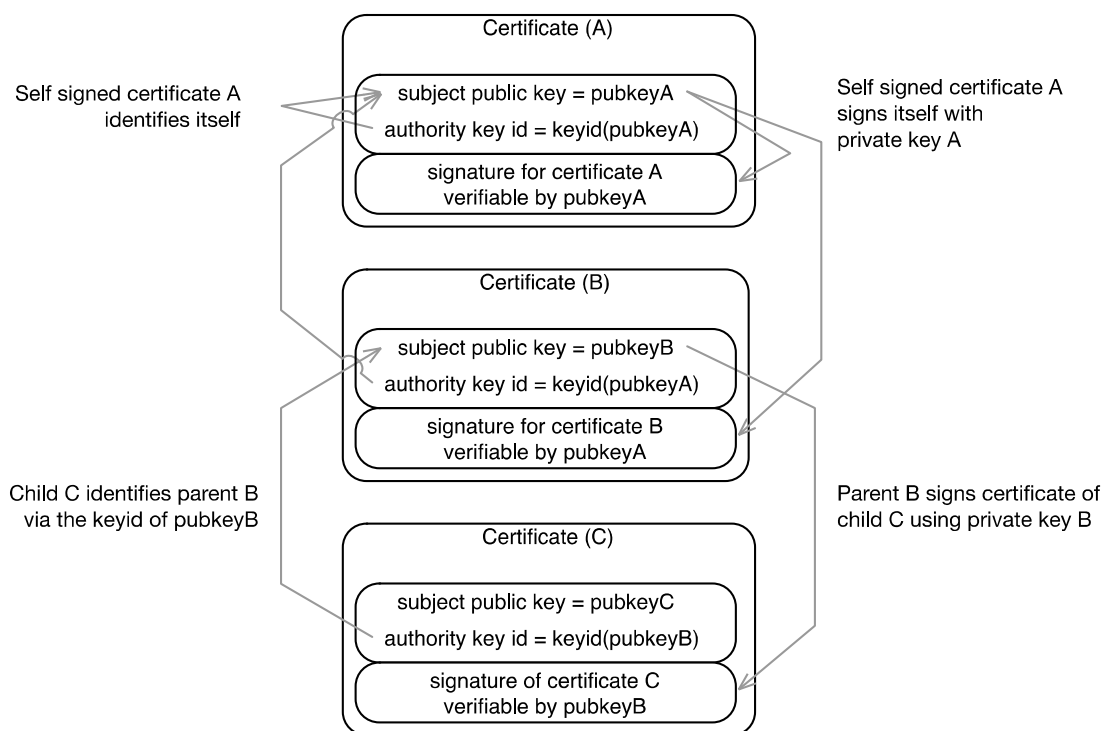 Certificate (A)
Self signed certificate A
identifies itself
subject public key = pubkeyA
authority key id = keyid(pubkeyA)
signature for certificate A
verifiable by pubkeyA
Self signed certificate A
signs itself with
private key A
Certificate (B)
subject public key = pubkeyB
authority key id = keyid(pubkeyA)
signature for certificate B
verifiable by pubkeyA
Child C identifies parent B
via the keyid of pubkeyB
Parent B signs certificate of
child C using private key B
Certificate (C)
subject public key = pubkeyC
authority key id = keyid(pubkeyB)
signature of certificate C
verifiable by pubkeyB